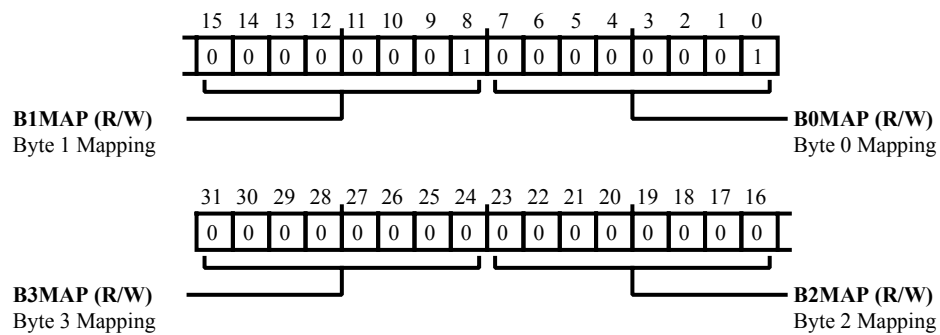 15 14 13 12 11 10 9 8 7 6 5 4 3 2 1 0
0 0 0 0 0 0 0 1 0 0 0 0 0 0 0 1
B1MAP (R/W) B0MAP (R/W)
Byte 1 Mapping Byte 0 Mapping
31 30 29 28 27 26 25 24 23 22 21 20 19 18 17 16
0 0 0 0 0 0 0 0 0 0 0 0 0 0 0 0
B3MAP (R/W) B2MAP (R/W)
Byte 3 Mapping Byte 2 Mapping